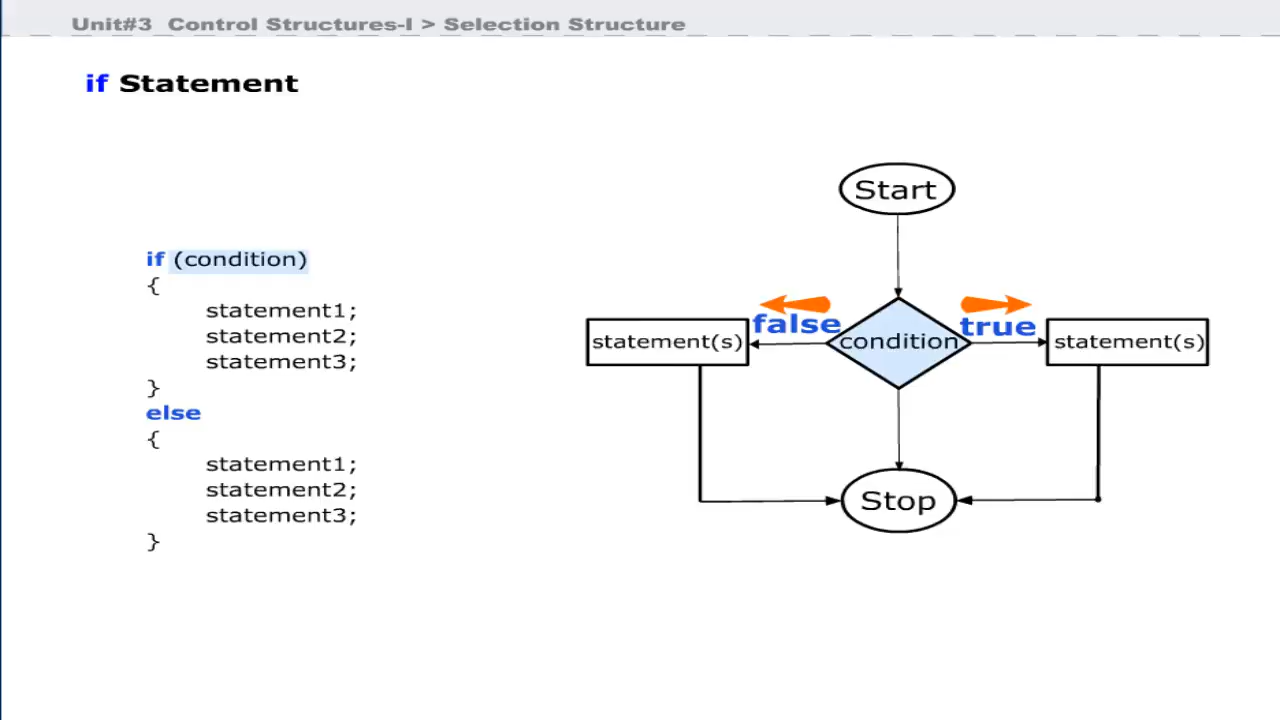 Unit#3 Control Structures-I > Selection Structure
if Statement
if (condition)
{
statement1;
statement2;
statement3;
}
else
{
statement1;
statement2;
statement3;
}
Start
false
true
statement(s)
condition
statement(s)
Stop